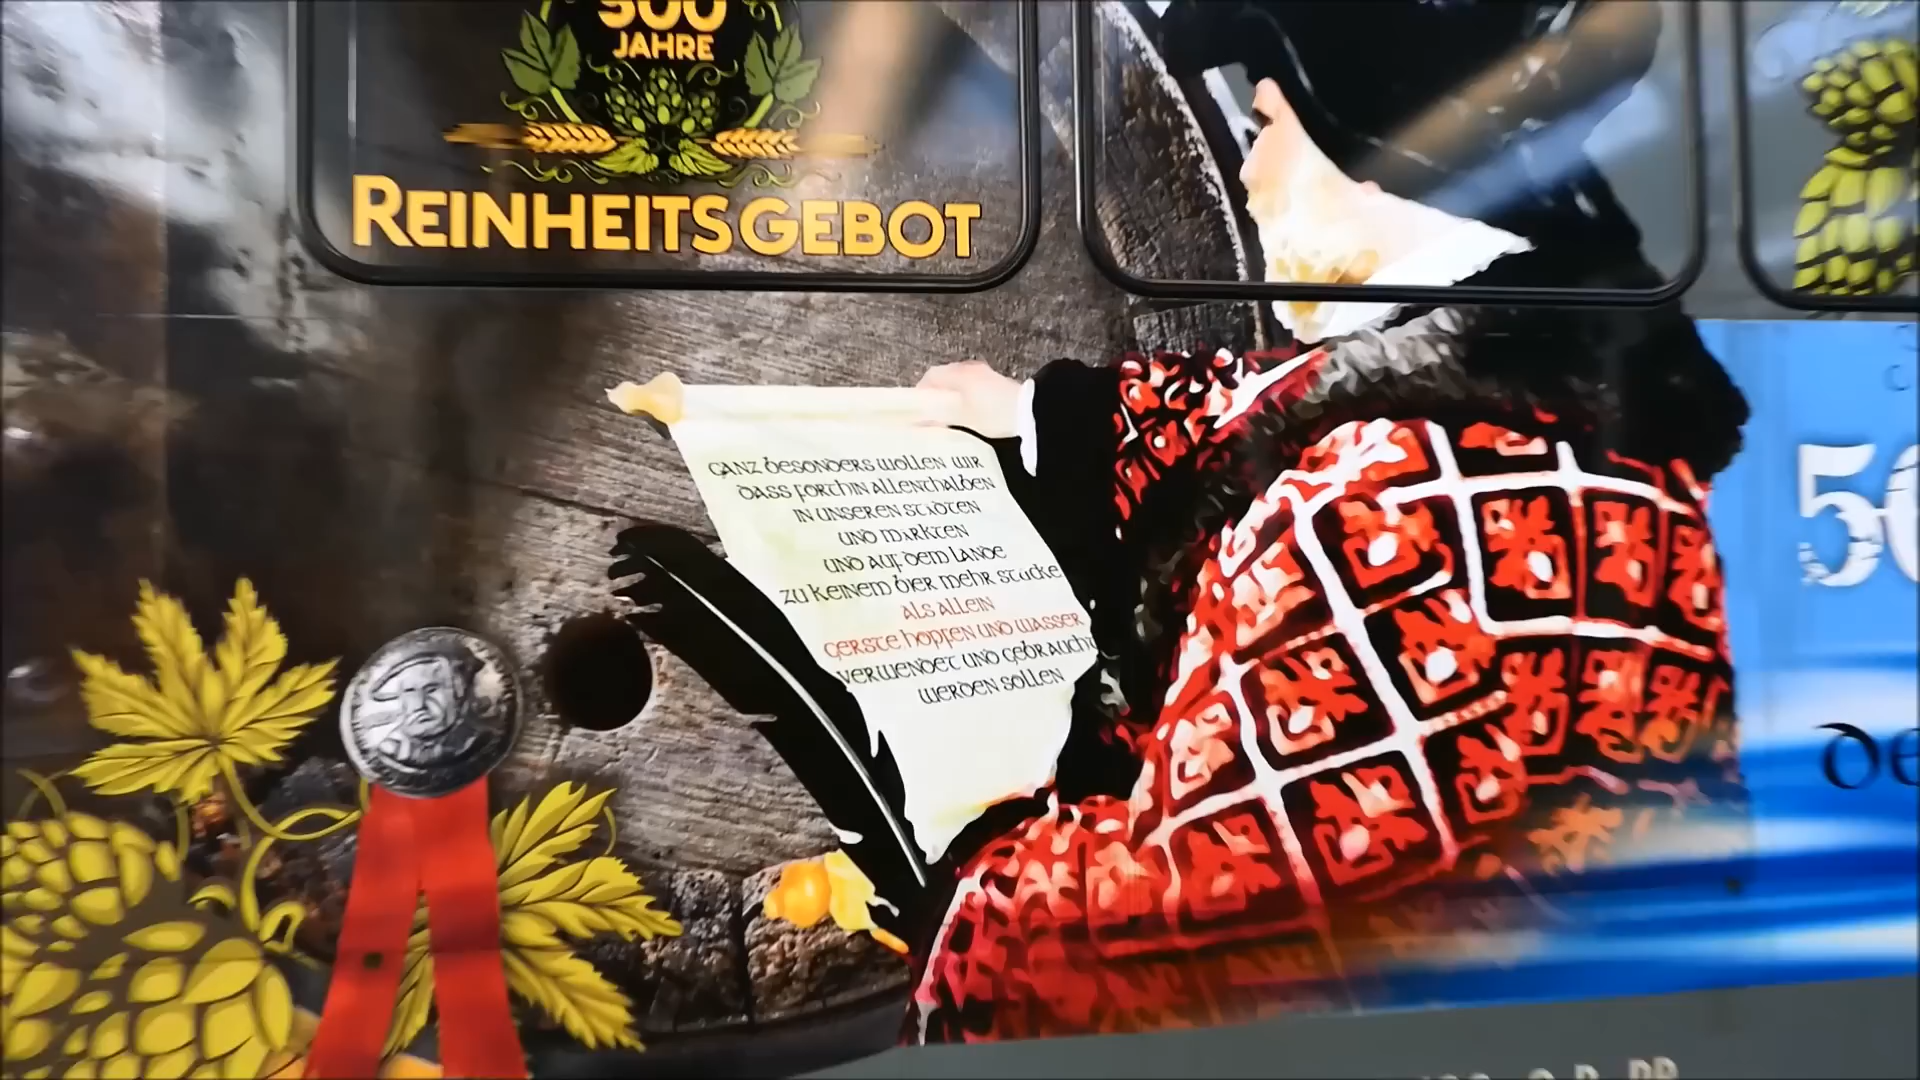 500
JAHRE
REINHEITSGEBOT
GANZ BESONDERS WOLLEN WIR
DASS FORTHIN ALLENTHALBEN
IN UNSEREN STÄDTEN
UND MÄRKTEN
UND AUF DEM LANDE
ZU KEINEM BIER MEHR STÜCKE
ALS ALLEIN
GERSTE HOPFEN UND WASSER
VERWENDET UND GEBRAUCHT
WERDEN SOLLEN